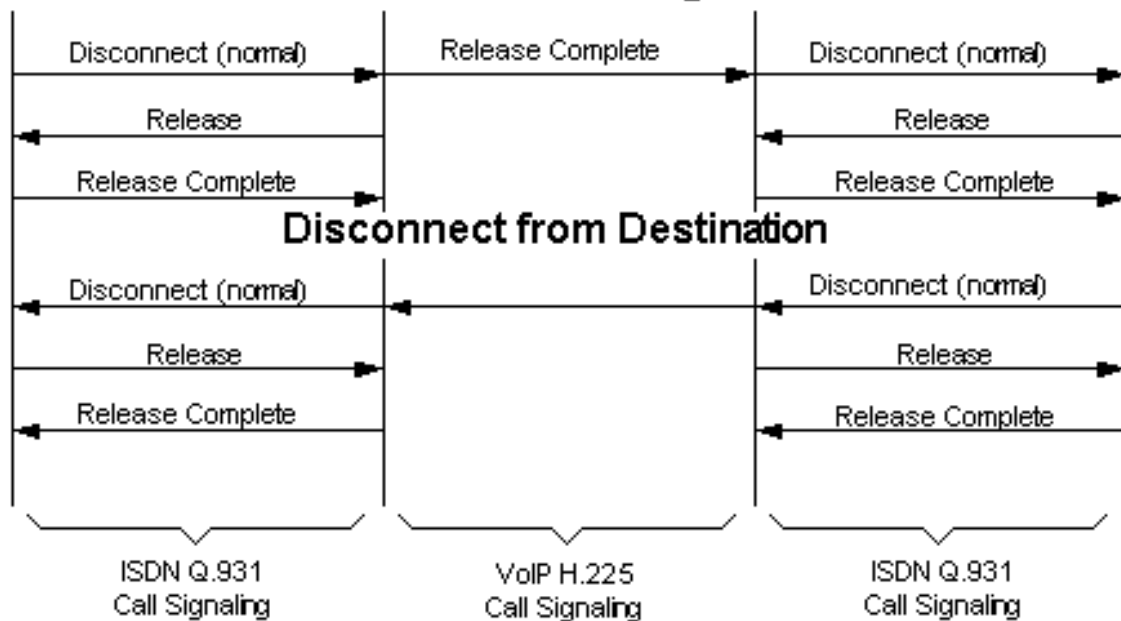 Disconnect (normal)
Release Complete
Disconnect (normal)
Release
Release
Release Complete
Release Complete
Disconnect from Destination
Disconnect (normal)
Disconnect (normal)
Release
Release
Release Complete
Release Complete
ISDN Q.931
Call Signaling
VoIP H.225
Call Signaling
ISDN Q.931
Call Signaling